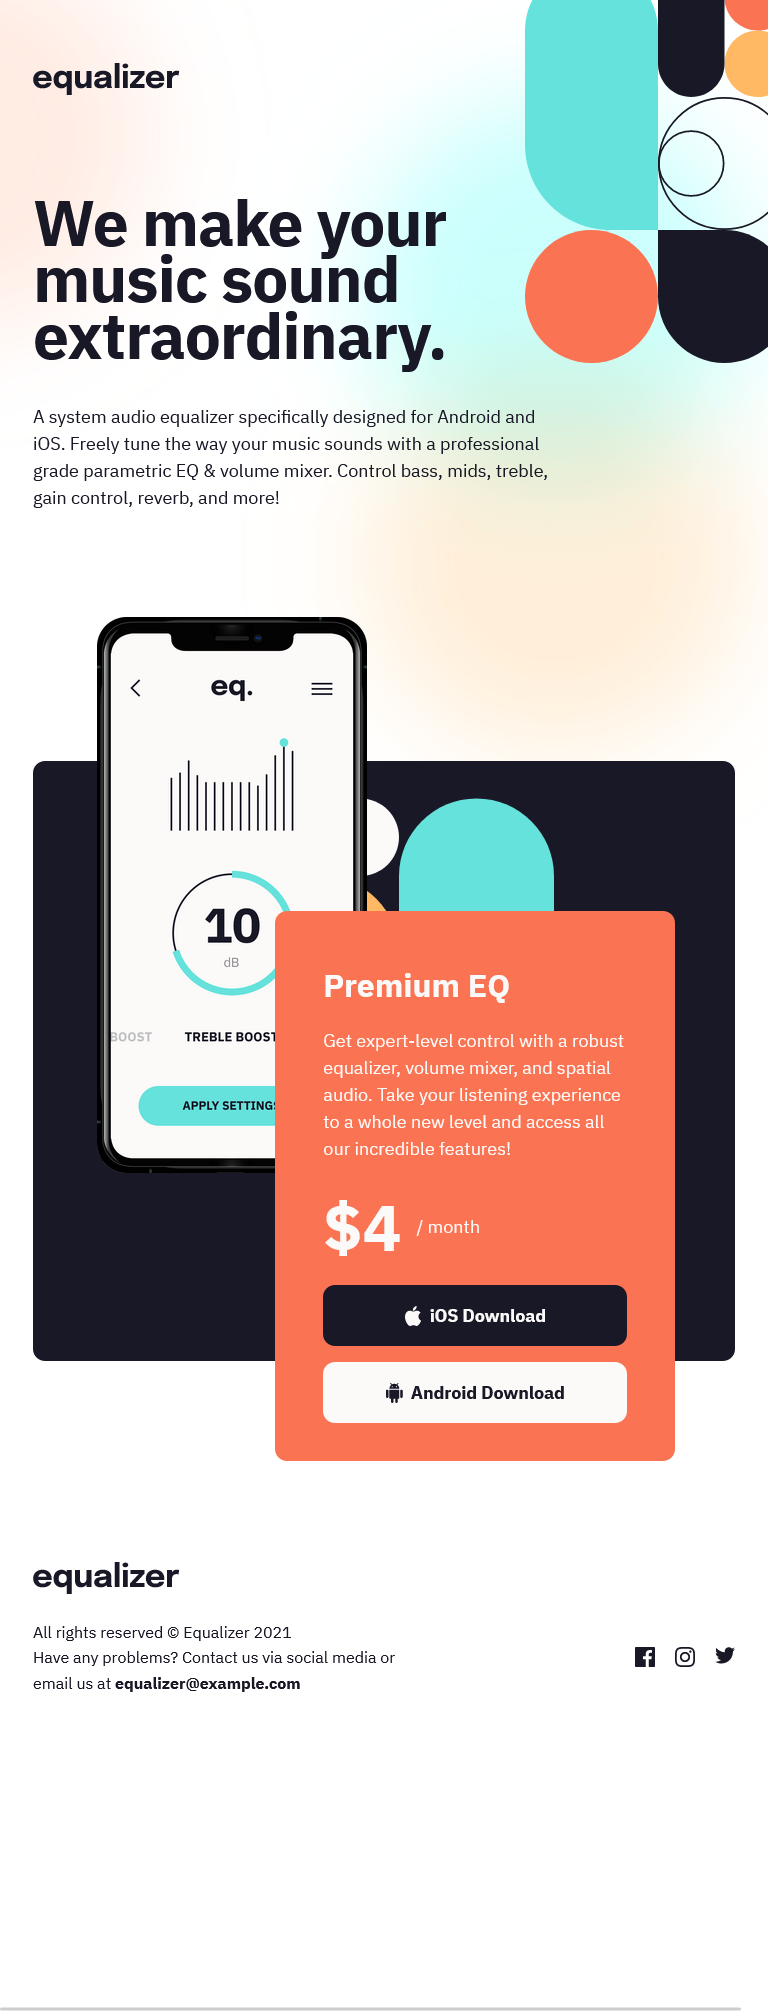 equalizer
We make your
music sound
extraordinary.
A system audio equalizer specifically designed for Android and
iOS. Freely tune the way your music sounds with a professional
grade parametric EQ & volume mixer. Control bass, mids, treble,
gain control, reverb, and more!
eq.
10
dB
BOOST TREBLE BOOST
APPLY SETTINGS
Premium EQ
Get expert-level control with a robust
equalizer, volume mixer, and spatial
audio. Take your listening experience
to a whole new level and access all
our incredible features!
$4 / month
iOS Download
Android Download
equalizer
All rights reserved © Equalizer 2021
Have any problems? Contact us via social media or
email us at equalizer@example.com